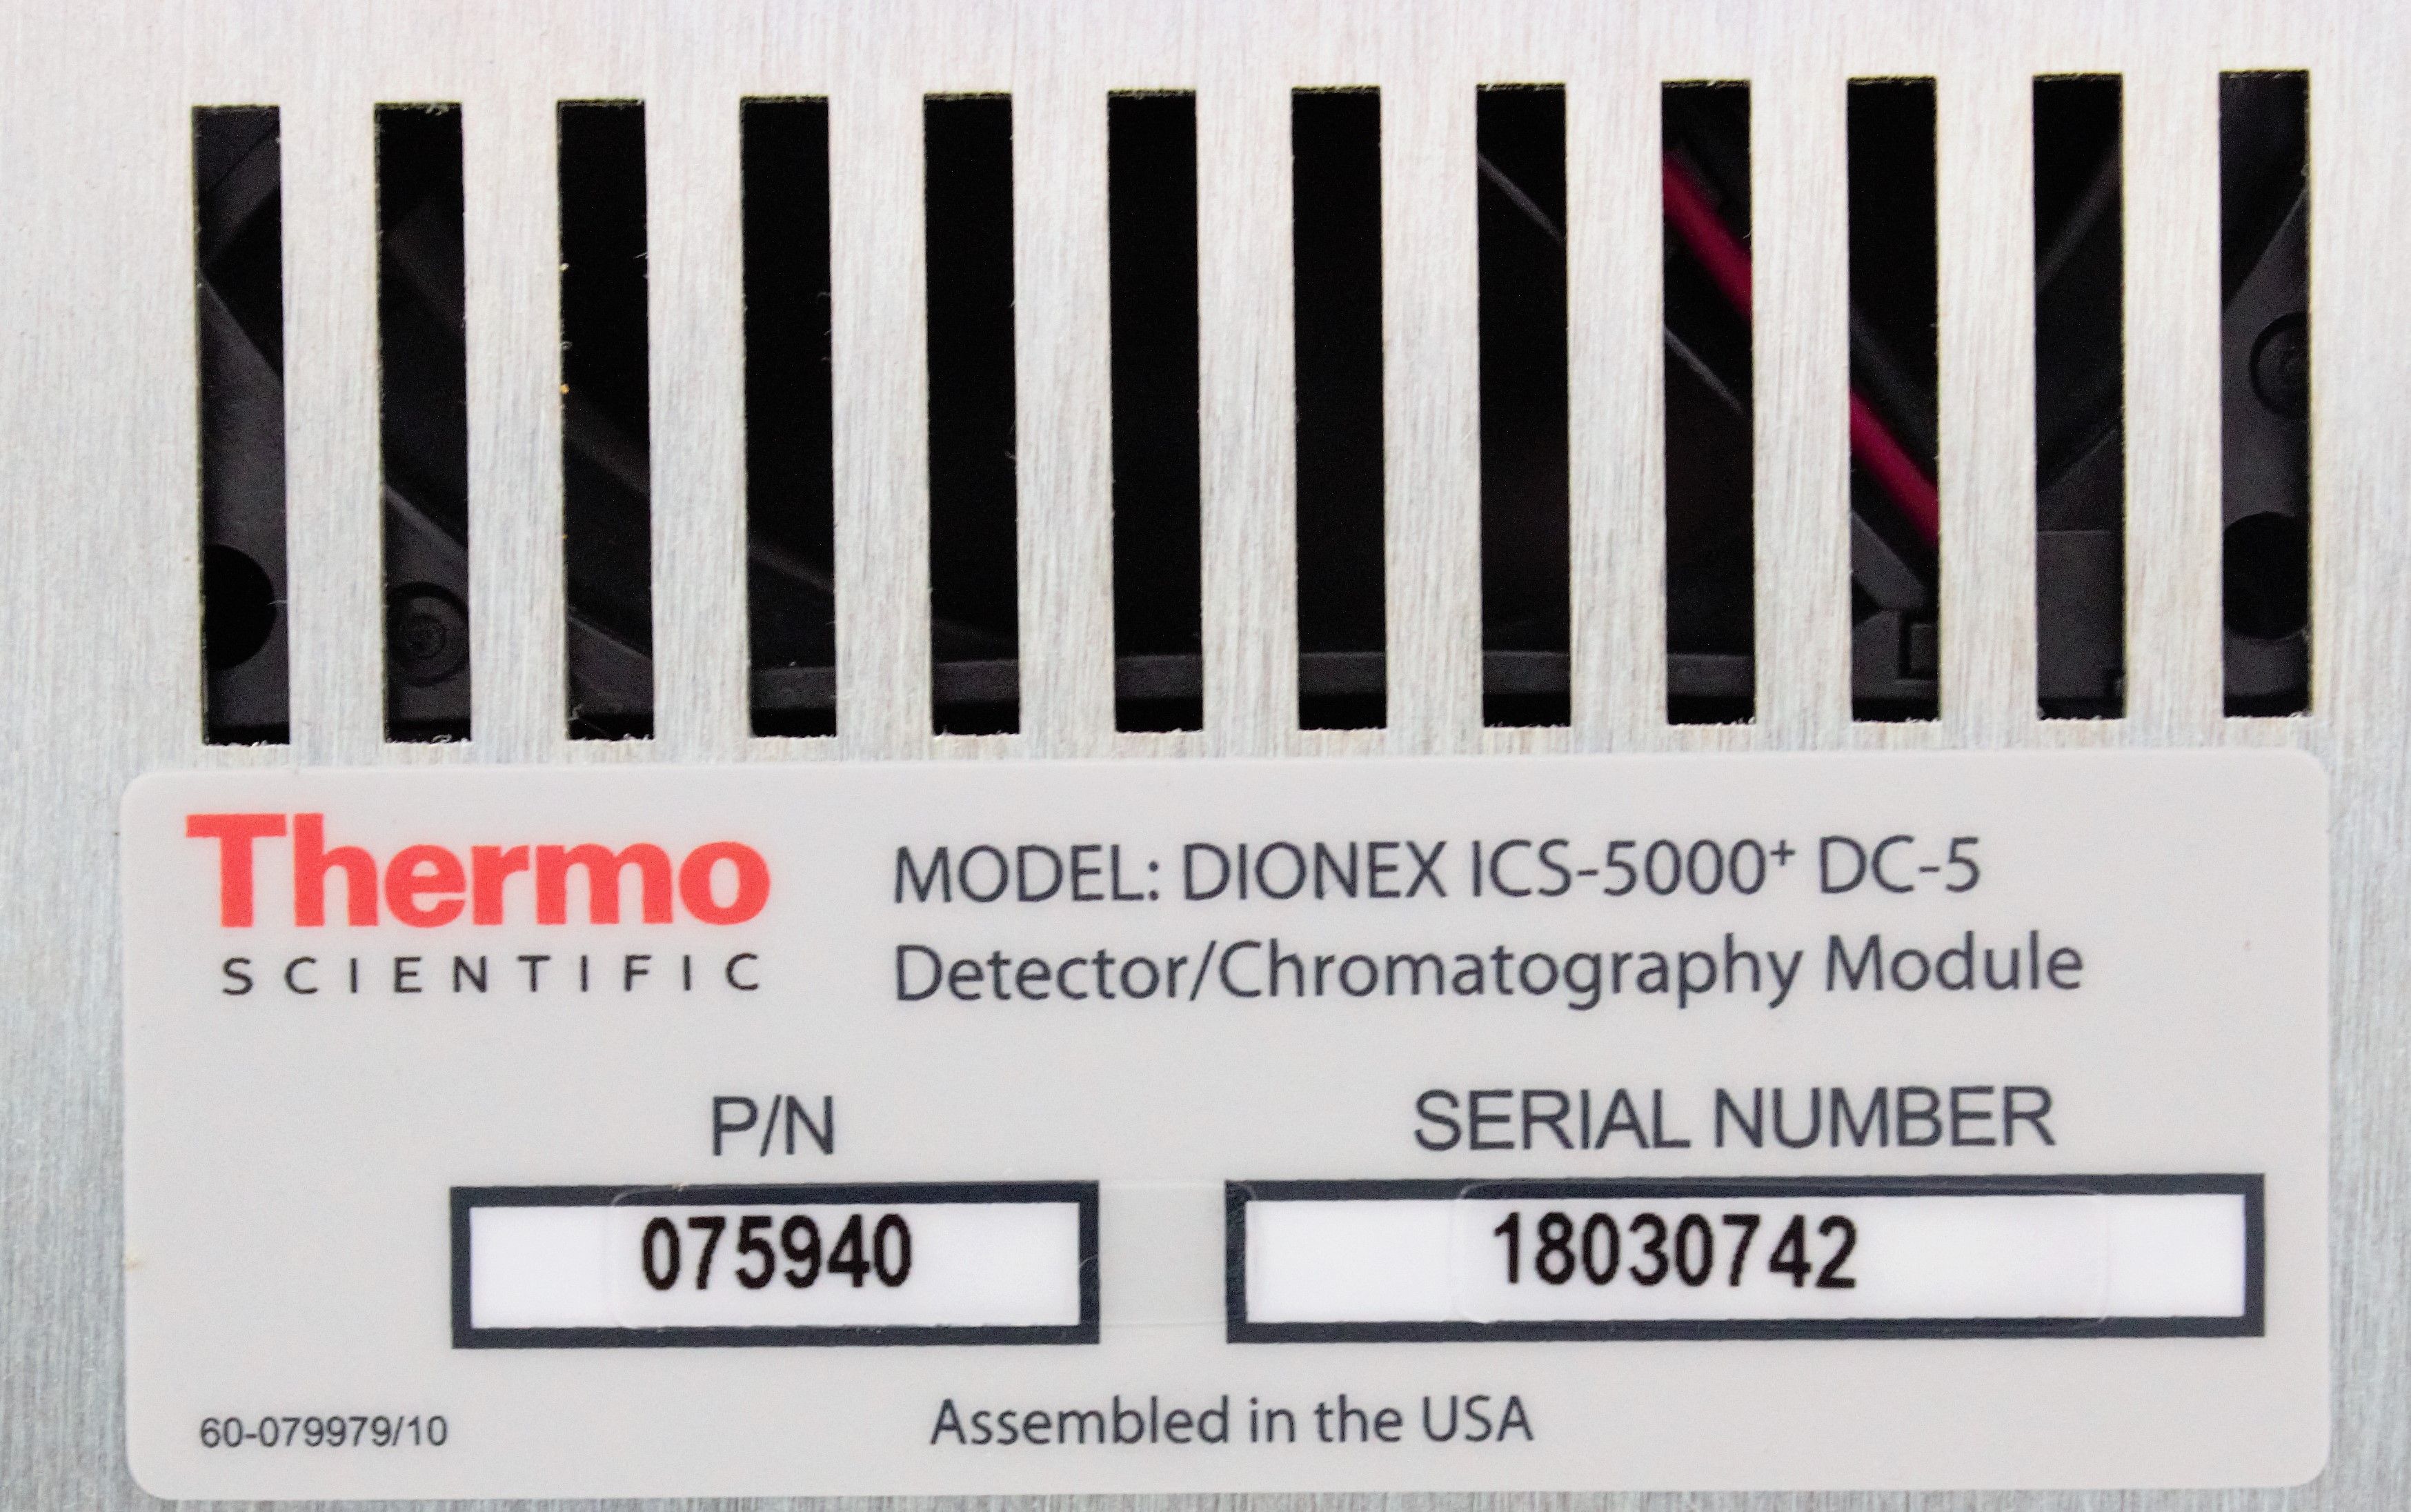 Thermo
SCIENTIFIC
MODEL: DIONEX ICS-5000⁺ DC-5
Detector/Chromatography Module
P/N
075940
SERIAL NUMBER
18030742
60-079979/10
Assembled in the USA